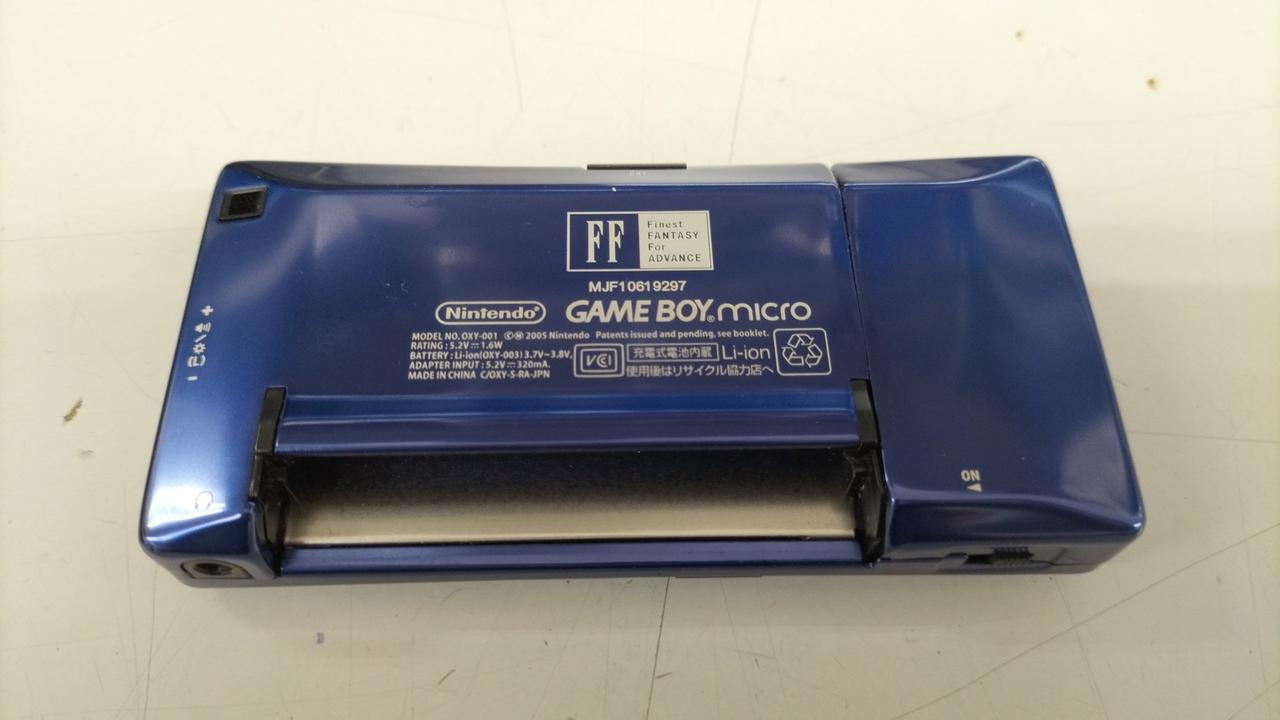 FF
Finest
FANTASY
For
ADVANCE
MJF10619297
Nintendo®
GAME BOY® micro
MODEL NO. OXY-001 ©Ⓜ 2005 Nintendo Patents issued and pending, see booklet.
RATING : 5.2V⎓1.6W
BATTERY : Li-ion(OXY-003) 3.7V~3.8V,
ADAPTER INPUT : 5.2V⎓320mA.
MADE IN CHINA C/OXY-S-RA-JPN
VCI
充電式電池内蔵 Li-ion
使用後はリサイクル協力店へ
ON